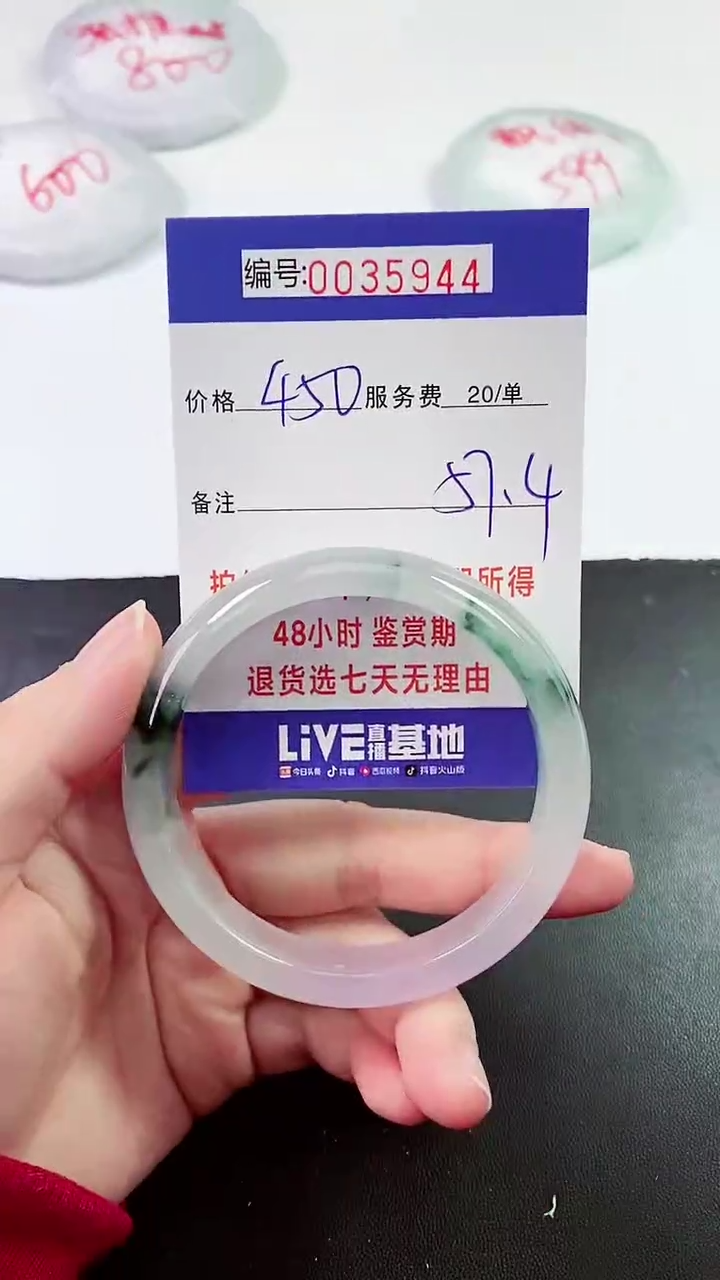 800
600
599
编号:0035944
价格 450 服务费 20/单
备注 57.4
所得
48小时 鉴赏期
退货选七天无理由
LiVE直播基地
今日头条 抖音 西瓜视频 抖音火山版